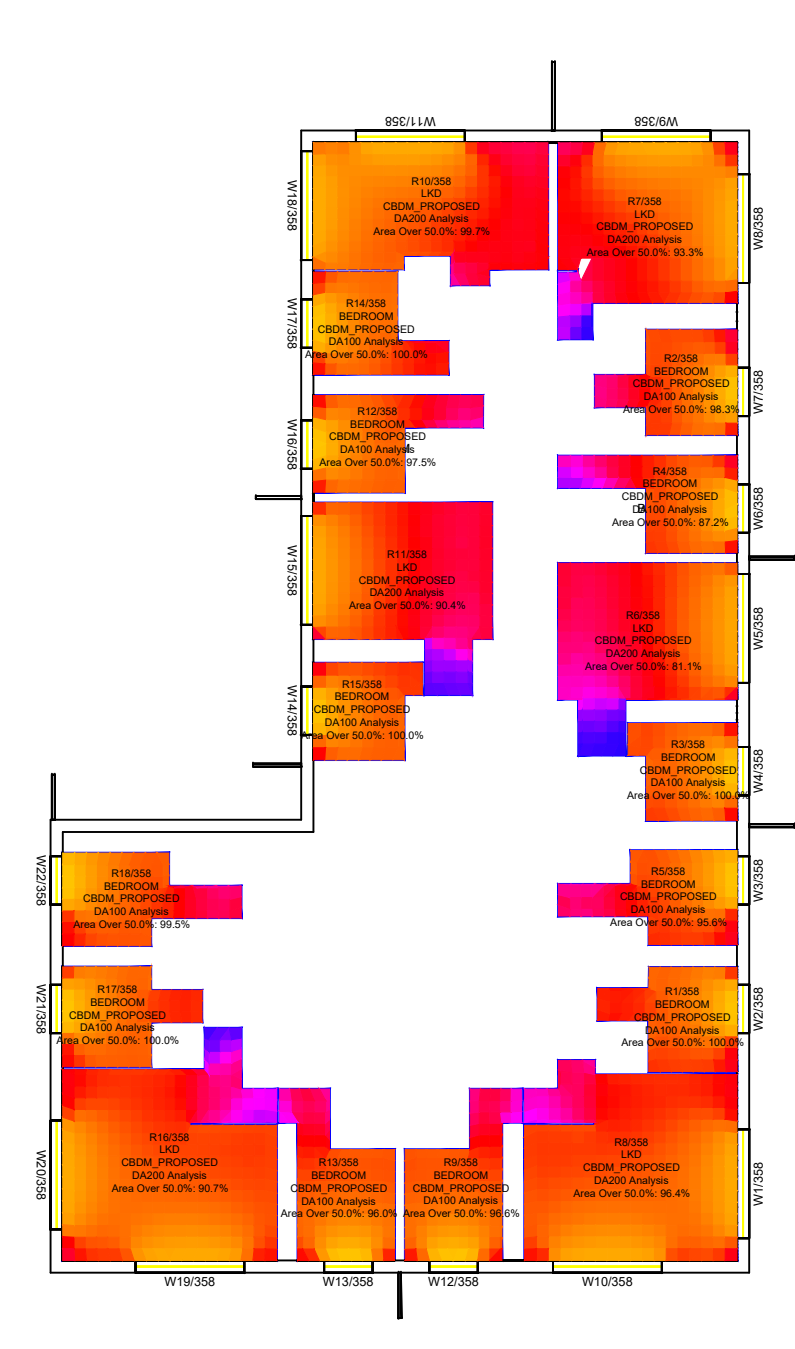 W11/358
W9/358
W18/358
R10/358
LKD
CBDM_PROPOSED
DA200 Analysis
Area Over 50.0%: 99.7%
R7/358
LKD
CBDM_PROPOSED
DA200 Analysis
Area Over 50.0%: 93.3%
W8/358
W17/358
R14/358
BEDROOM
CBDM_PROPOSED
DA100 Analysis
Area Over 50.0%: 100.0%
R2/358
BEDROOM
CBDM_PROPOSED
DA100 Analysis
Area Over 50.0%: 98.3%
W7/358
W16/358
R12/358
BEDROOM
CBDM_PROPOSED
DA100 Analysis
Area Over 50.0%: 97.5%
R4/358
BEDROOM
CBDM_PROPOSED
DA100 Analysis
Area Over 50.0%: 87.2%
W6/358
W15/358
R11/358
LKD
CBDM_PROPOSED
DA200 Analysis
Area Over 50.0%: 90.4%
R6/358
LKD
CBDM_PROPOSED
DA200 Analysis
Area Over 50.0%: 81.1%
W5/358
W14/358
R15/358
BEDROOM
CBDM_PROPOSED
DA100 Analysis
Area Over 50.0%: 100.0%
R3/358
BEDROOM
CBDM_PROPOSED
DA100 Analysis
Area Over 50.0%: 100.0%
W4/358
W22/358
R18/358
BEDROOM
CBDM_PROPOSED
DA100 Analysis
Area Over 50.0%: 99.5%
R5/358
BEDROOM
CBDM_PROPOSED
DA100 Analysis
Area Over 50.0%: 95.6%
W3/358
W21/358
R17/358
BEDROOM
CBDM_PROPOSED
DA100 Analysis
Area Over 50.0%: 100.0%
R1/358
BEDROOM
CBDM_PROPOSED
DA100 Analysis
Area Over 50.0%: 100.0%
W2/358
W20/358
R16/358
LKD
CBDM_PROPOSED
DA200 Analysis
Area Over 50.0%: 90.7%
R13/358
BEDROOM
CBDM_PROPOSED
DA100 Analysis
Area Over 50.0%: 96.0%
R9/358
BEDROOM
CBDM_PROPOSED
DA100 Analysis
Area Over 50.0%: 96.6%
R8/358
LKD
CBDM_PROPOSED
DA200 Analysis
Area Over 50.0%: 96.4%
W1/358
W19/358
W13/358
W12/358
W10/358